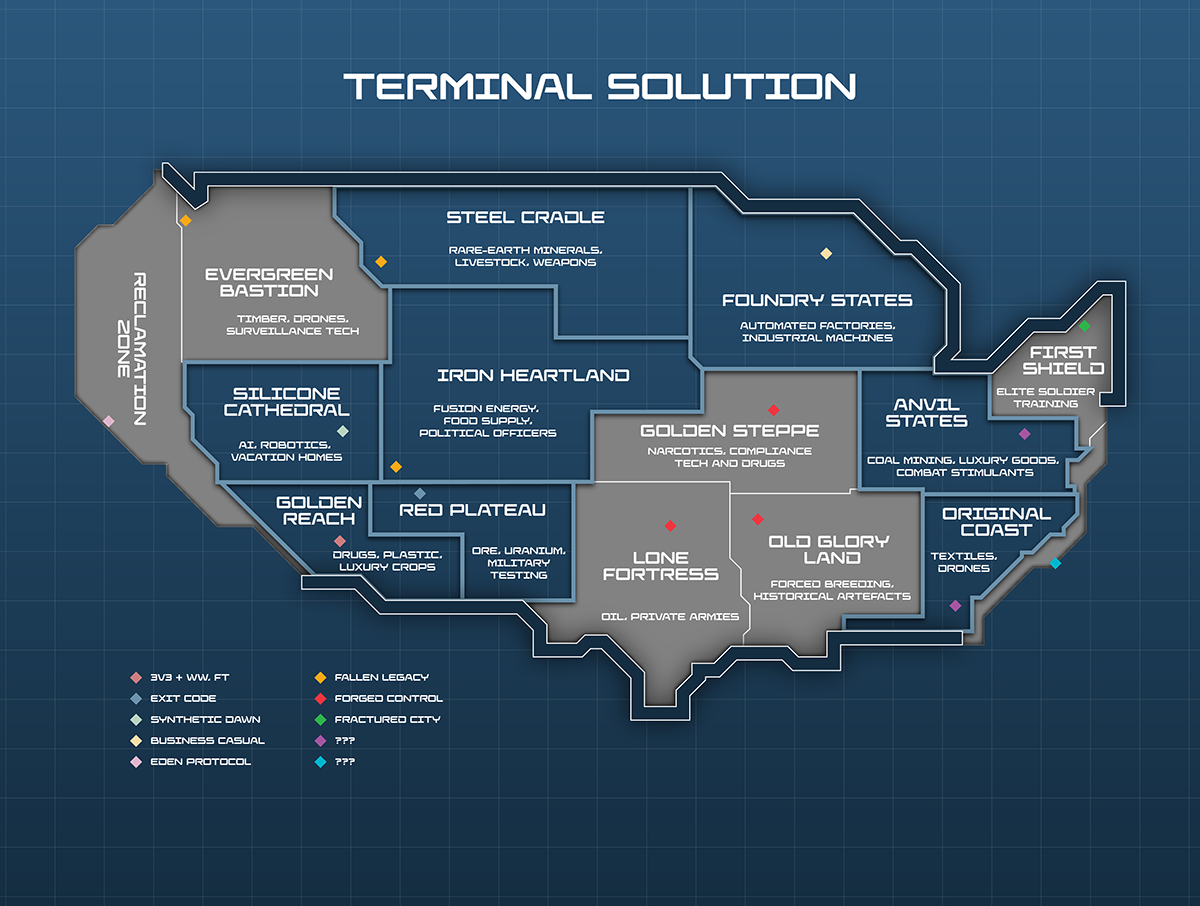 TERMINAL SOLUTION
STEEL CRADLE
RARE-EARTH MINERALS,
LIVESTOCK, WEAPONS
EVERGREEN
BASTION
TIMBER, DRONES,
SURVEILLANCE TECH
RECLAMATION
ZONE
FOUNDRY STATES
AUTOMATED FACTORIES,
INDUSTRIAL MACHINES
FIRST
SHIELD
ELITE SOLDIER
TRAINING
IRON HEARTLAND
FUSION ENERGY,
FOOD SUPPLY,
POLITICAL OFFICERS
SILICONE
CATHEDRAL
AI, ROBOTICS,
VACATION HOMES
GOLDEN STEPPE
NARCOTICS, COMPLIANCE
TECH AND DRUGS
ANVIL
STATES
COAL MINING, LUXURY GOODS,
COMBAT STIMULANTS
GOLDEN
REACH
DRUGS, PLASTIC,
LUXURY CROPS
RED PLATEAU
ORE, URANIUM,
MILITARY
TESTING
LONE
FORTRESS
OIL, PRIVATE ARMIES
OLD GLORY
LAND
FORCED BREEDING,
HISTORICAL ARTEFACTS
ORIGINAL
COAST
TEXTILES,
DRONES
3V3 + WW, FT
EXIT CODE
SYNTHETIC DAWN
BUSINESS CASUAL
EDEN PROTOCOL
FALLEN LEGACY
FORGED CONTROL
FRACTURED CITY
???
???